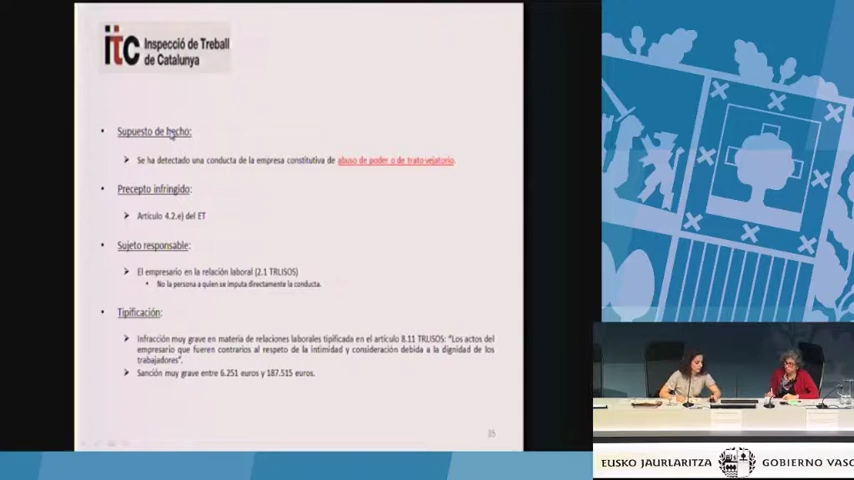 itc Inspecció de Treball
de Catalunya
• Supuesto de hecho:
➤ Se ha detectado una conducta de la empresa constitutiva de abuso de poder o de trato vejatorio.
• Precepto infringido:
➤ Artículo 4.2.e) del ET
• Sujeto responsable:
➤ El empresario en la relación laboral (2.1 TRLISOS)
• No la persona a quien se imputa directamente la conducta.
• Tipificación:
➤ Infracción muy grave en materia de relaciones laborales tipificada en el artículo 8.11 TRLISOS: “Los actos del
empresario que fueren contrarios al respeto de la intimidad y consideración debida a la dignidad de los
trabajadores”.
➤ Sanción muy grave entre 6.251 euros y 187.515 euros.
35
EUSKO JAURLARITZA GOBIERNO VASC